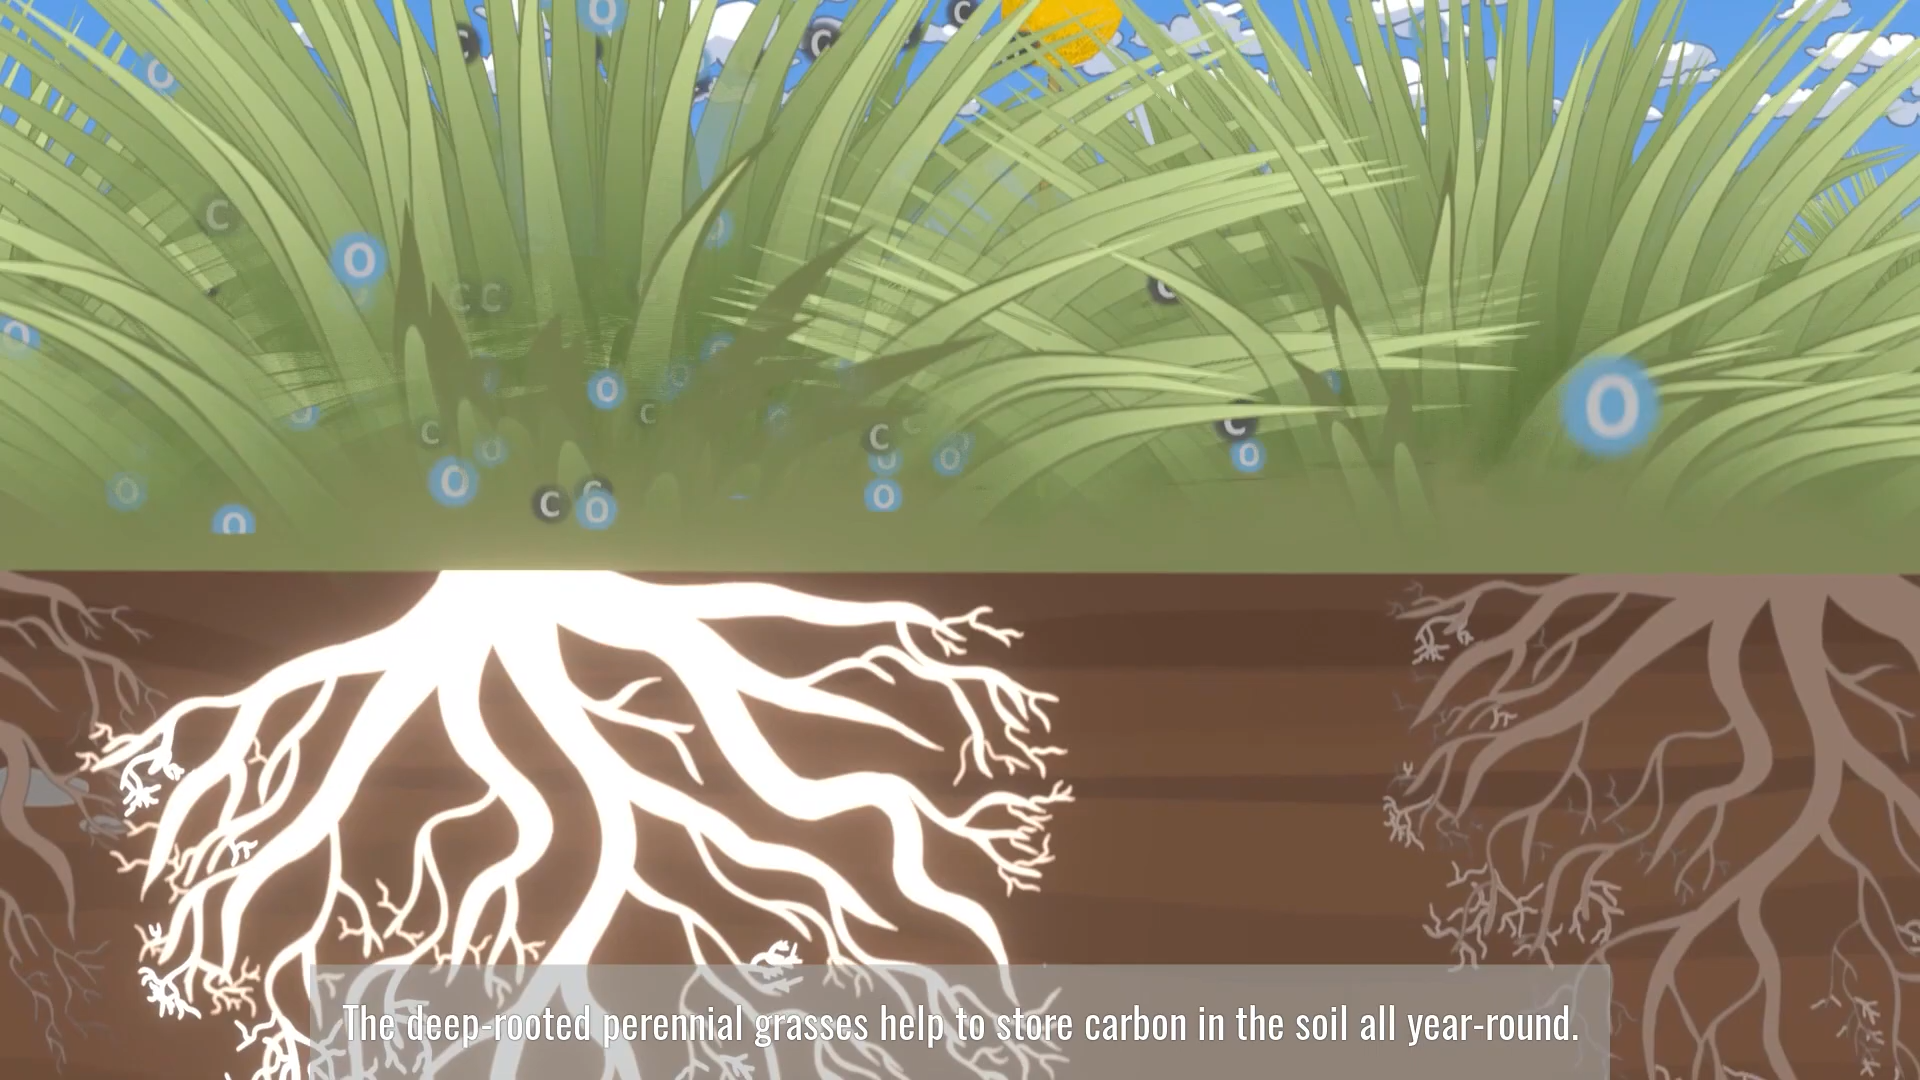 The deep-rooted perennial grasses help to store carbon in the soil all year-round.
C
O
C
C
O
C
O
O
C C
C
O
O
O
C
C
O
C
O
O
O
O
O
C
O
O
O